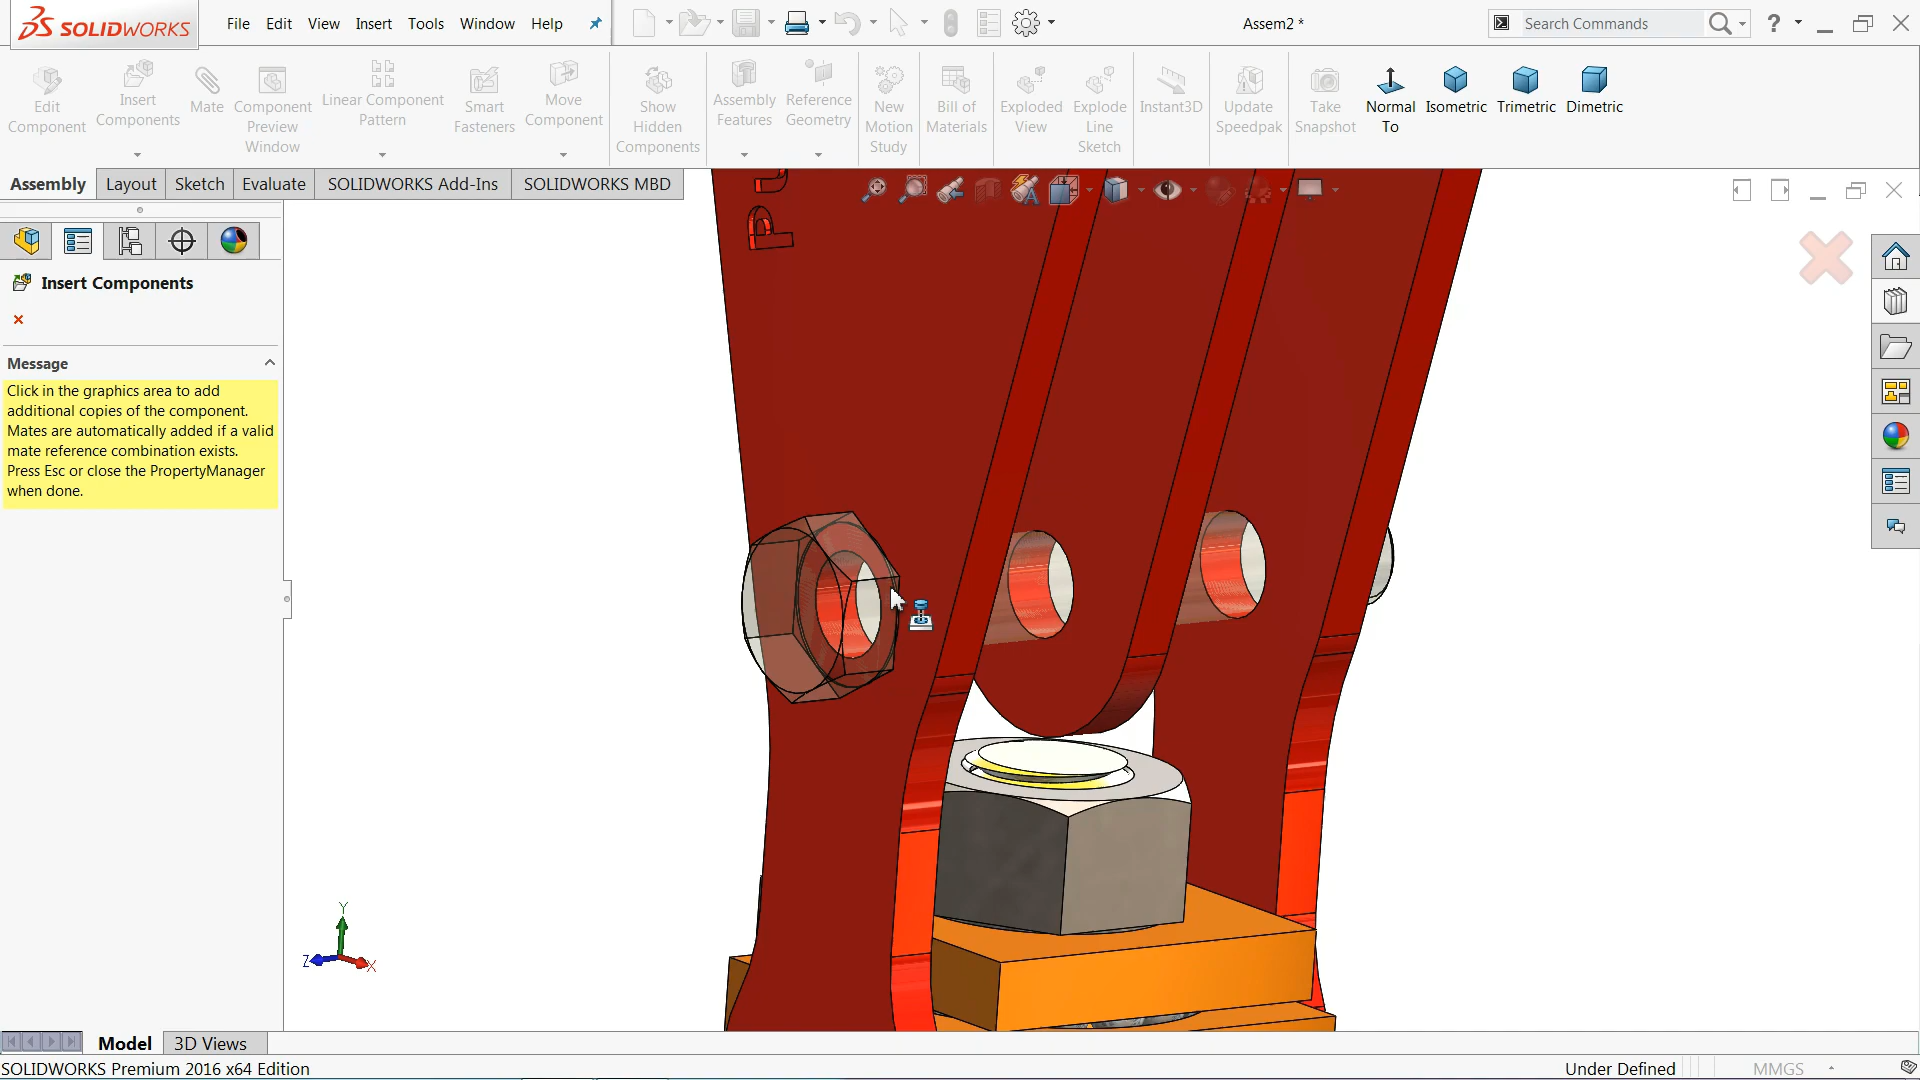 SOLIDWORKS
File Edit View Insert Tools Window Help
Assem2 *
Search Commands
?
Edit Component
Insert Components
Mate
Component Preview Window
Linear Component Pattern
Smart Fasteners
Move Component
Show Hidden Components
Assembly Features
Reference Geometry
New Motion Study
Bill of Materials
Exploded View
Explode Line Sketch
Instant3D
Update Speedpak
Take Snapshot
Normal To
Isometric
Trimetric
Dimetric
Assembly Layout Sketch Evaluate SOLIDWORKS Add-Ins SOLIDWORKS MBD
Insert Components
Message
Click in the graphics area to add
additional copies of the component.
Mates are automatically added if a valid
mate reference combination exists.
Press Esc or close the PropertyManager
when done.
Y
Z
X
Model 3D Views
SOLIDWORKS Premium 2016 x64 Edition
Under Defined
MMGS